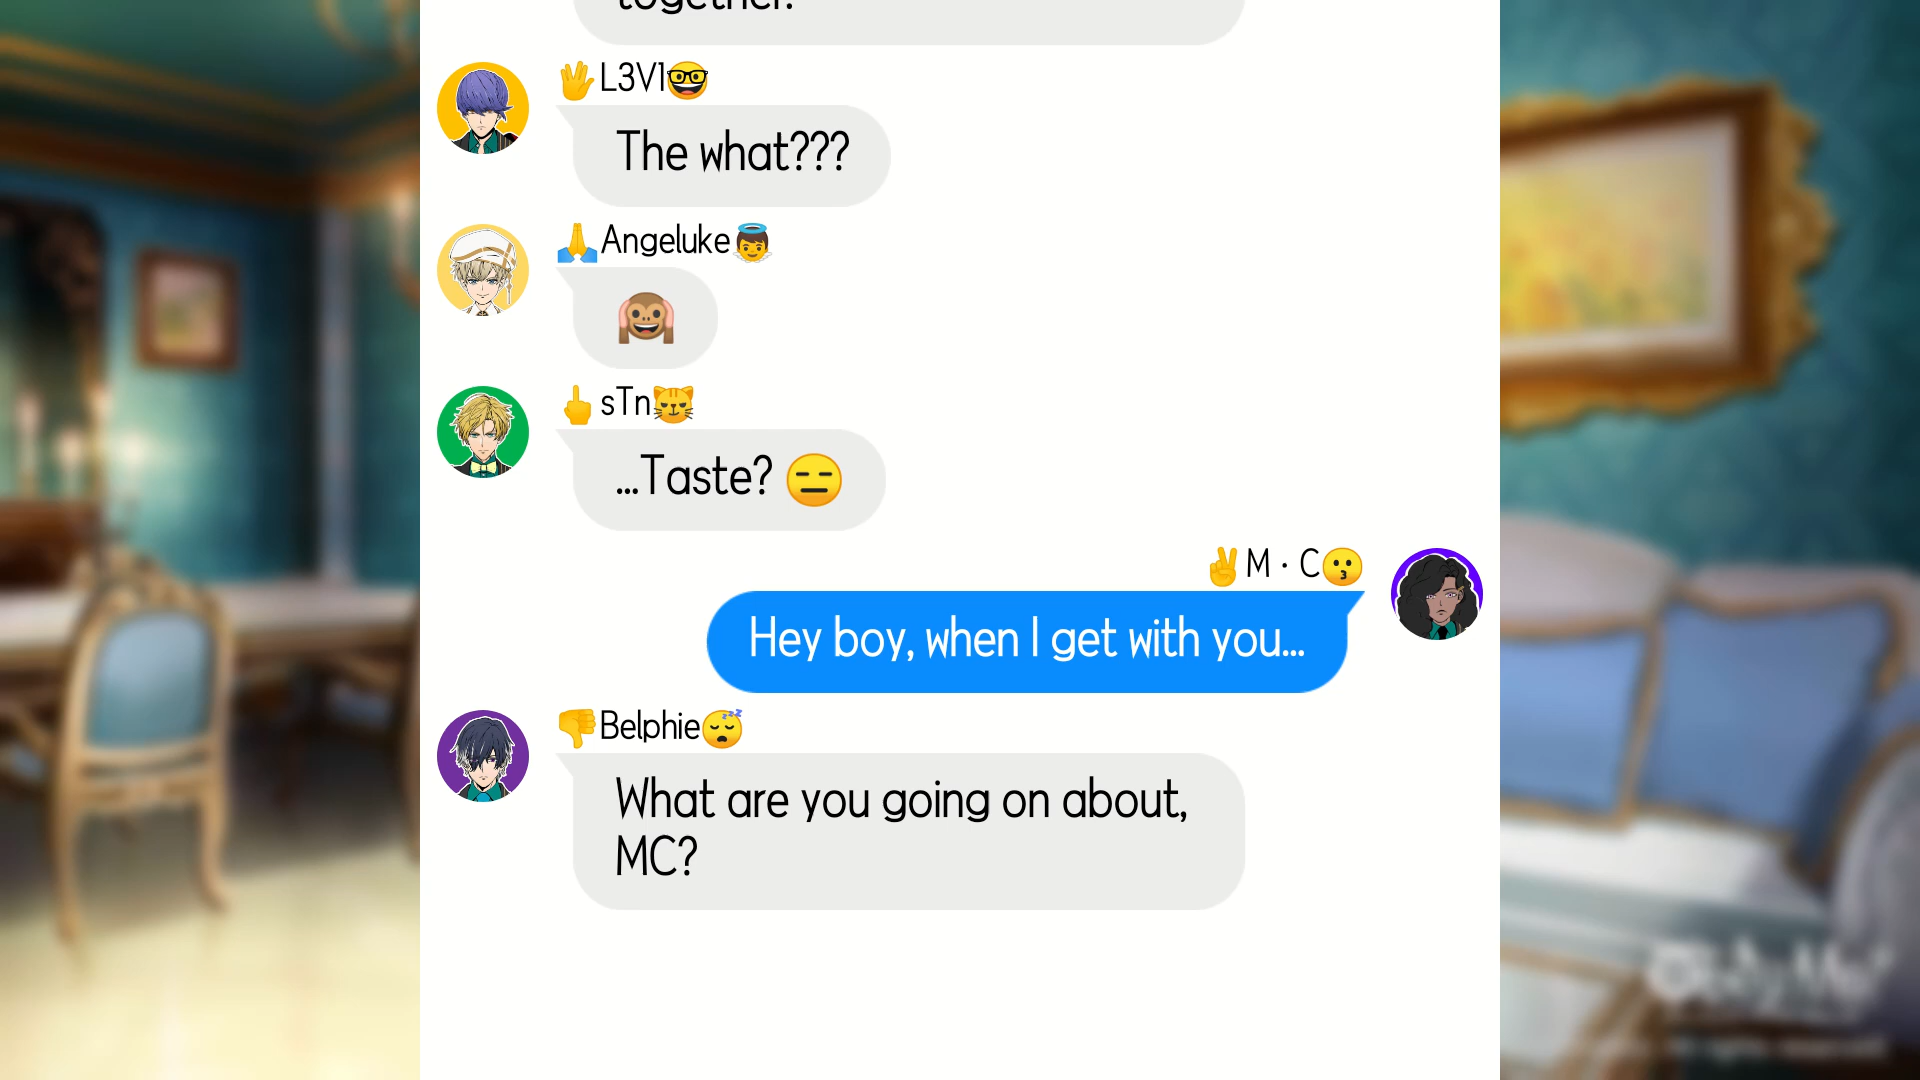 together.
🖖L3V1🤓
The what???
🙏Angeluke👼
🙉
🖕sTn😼
...Taste? 😑
✌M · C😗
Hey boy, when I get with you...
👎Belphie😴
What are you going on about,
MC?